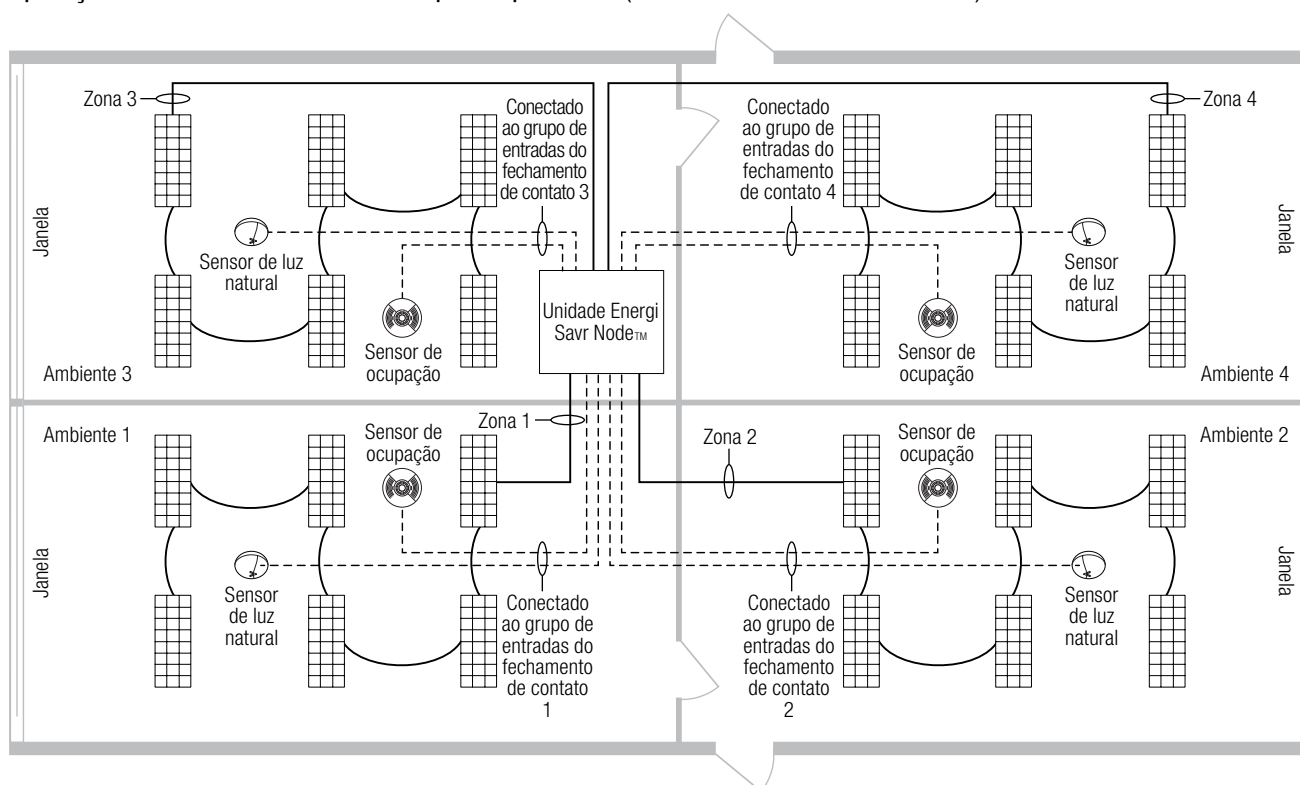 Zona 3
Conectado
ao grupo de
entradas do
fechamento
de contato 3
Janela
Sensor de luz
natural
Sensor de
ocupação
Ambiente 3
Unidade Energi
Savr Node™
Conectado
ao grupo de
entradas do
fechamento
de contato 4
Zona 4
Janela
Sensor
de luz
natural
Sensor de
ocupação
Ambiente 4
Ambiente 1
Sensor de
ocupação
Zona 1
Janela
Sensor
de luz
natural
Conectado
ao grupo de
entradas do
fechamento
de contato
1
Zona 2
Sensor de
ocupação
Ambiente 2
Janela
Conectado
ao grupo de
entradas do
fechamento
de contato
2
Sensor
de luz
natural